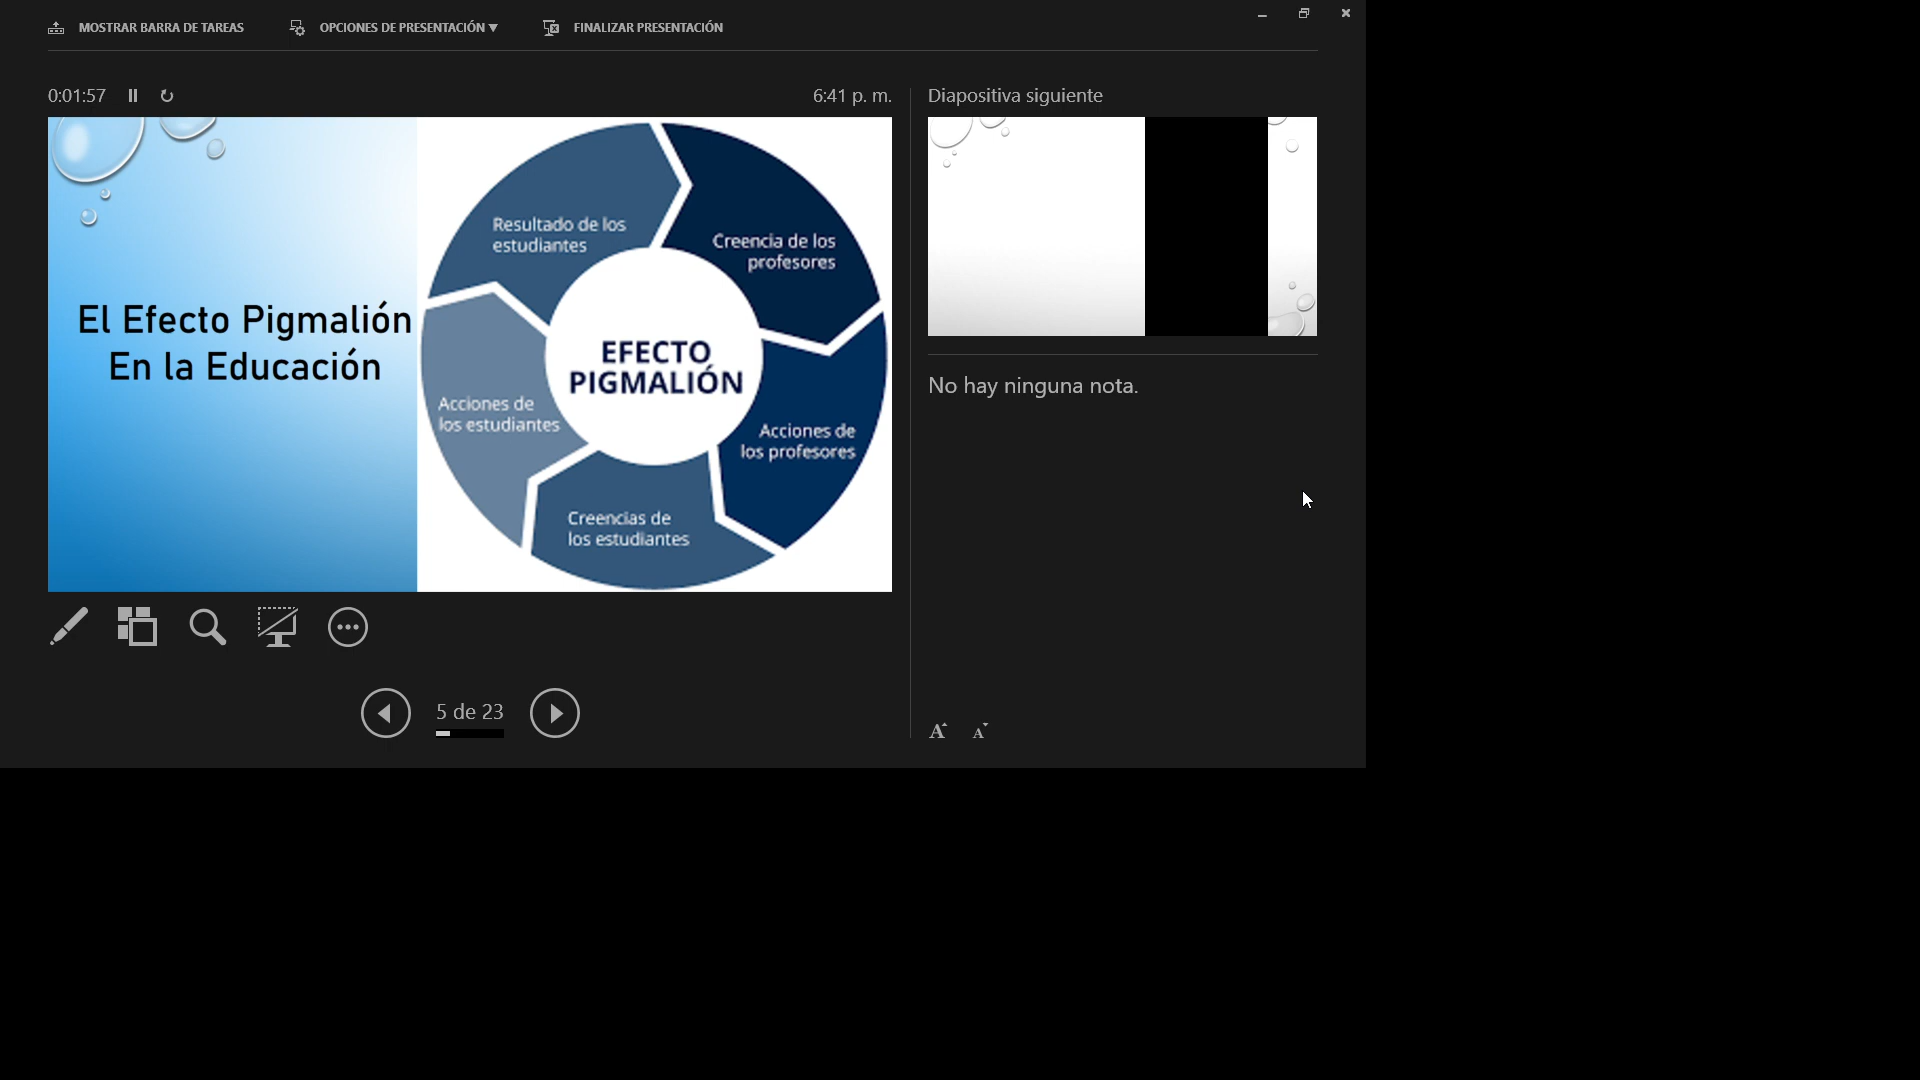 MOSTRAR BARRA DE TAREAS
OPCIONES DE PRESENTACIÓN ▼
FINALIZAR PRESENTACIÓN
0:01:57
6:41 p. m.
Diapositiva siguiente
El Efecto Pigmalión
En la Educación
Resultado de los
estudiantes
Creencia de los
profesores
EFECTO
PIGMALIÓN
Acciones de
los estudiantes
Acciones de
los profesores
Creencias de
los estudiantes
No hay ninguna nota.
5 de 23
A
A